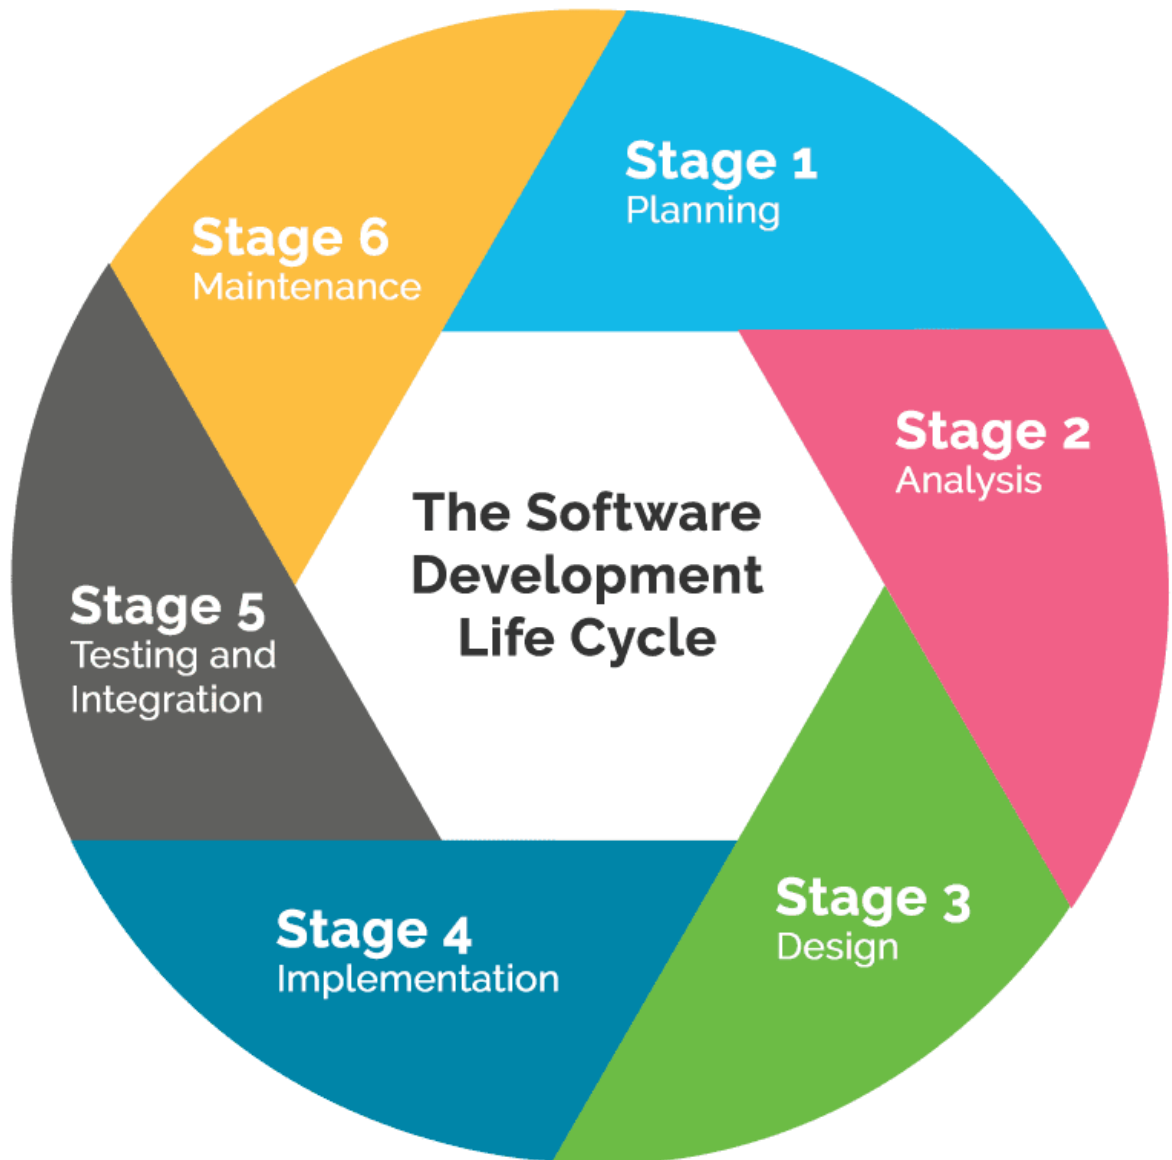 Stage 1
Planning
Stage 2
Analysis
Stage 3
Design
Stage 4
Implementation
Stage 5
Testing and
Integration
Stage 6
Maintenance
The Software
Development
Life Cycle